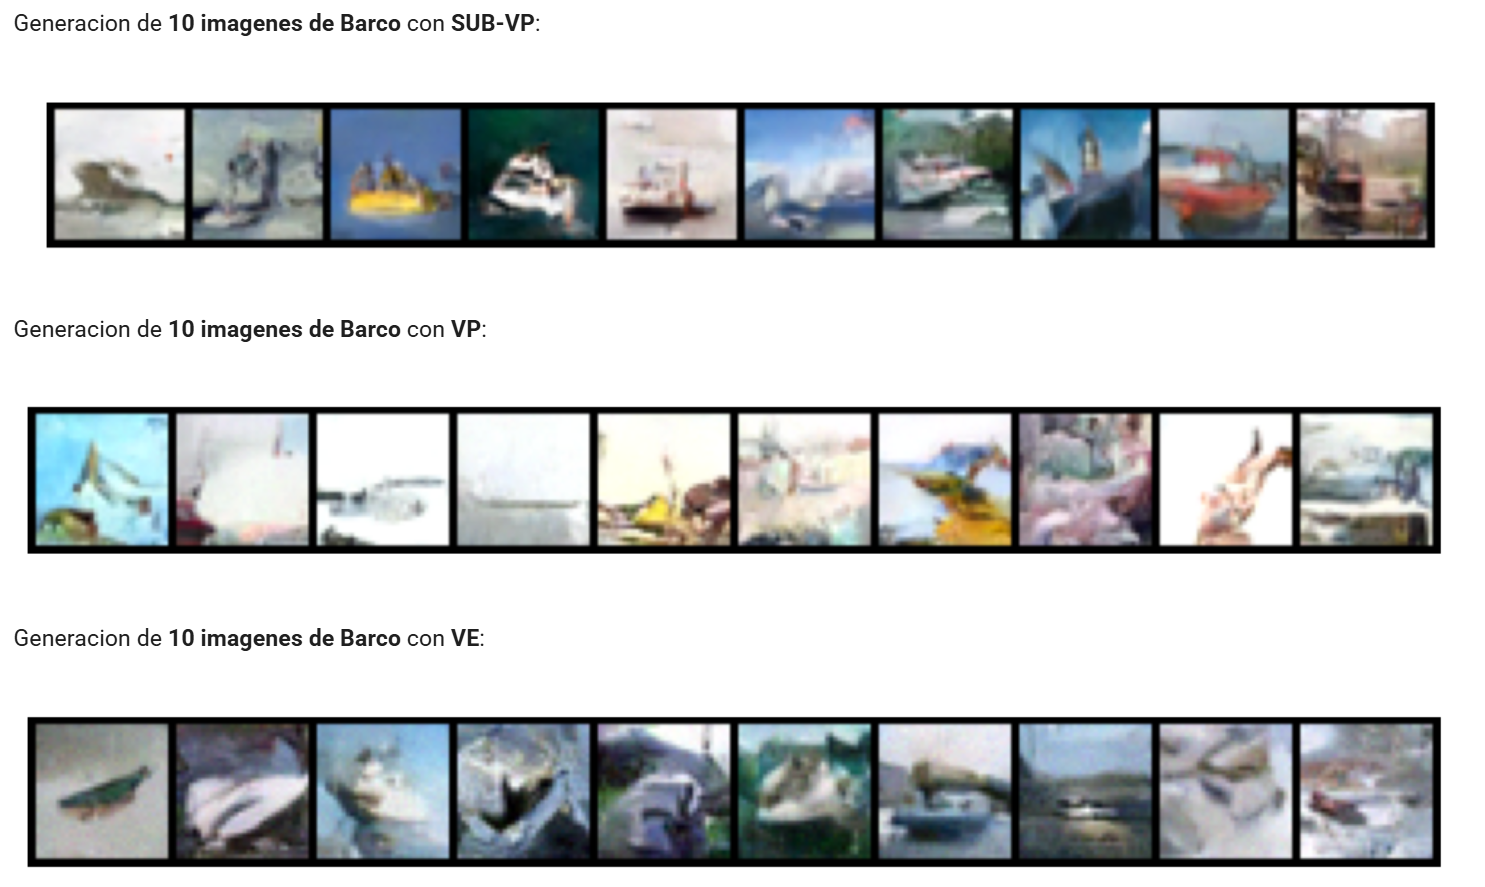 Generacion de 10 imagenes de Barco con SUB-VP:
Generacion de 10 imagenes de Barco con VP:
Generacion de 10 imagenes de Barco con VE: